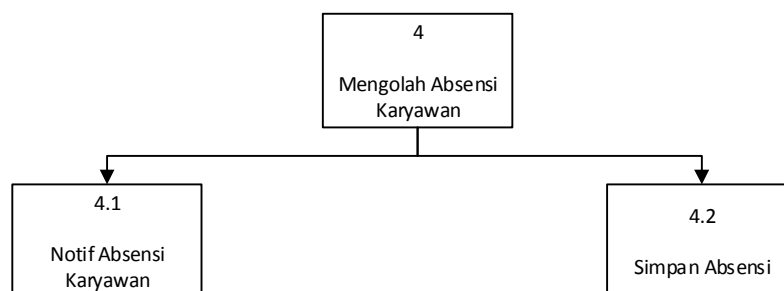 4
Mengolah Absensi
Karyawan
4.1
Notif Absensi
Karyawan
4.2
Simpan Absensi